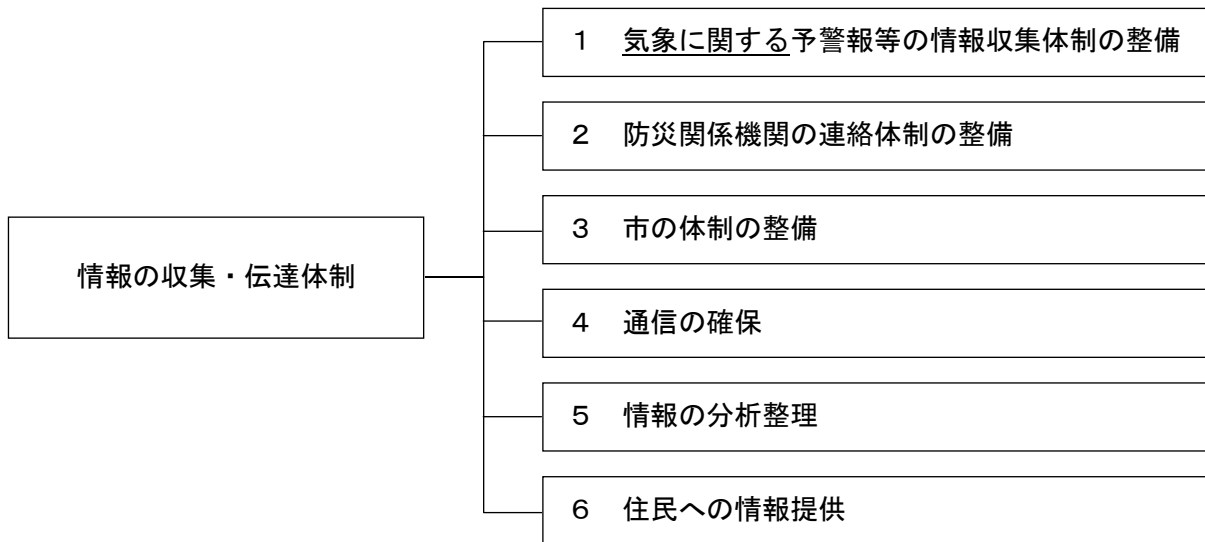 情報の収集・伝達体制
１　気象に関する予警報等の情報収集体制の整備
２　防災関係機関の連絡体制の整備
３　市の体制の整備
４　通信の確保
５　情報の分析整理
６　住民への情報提供